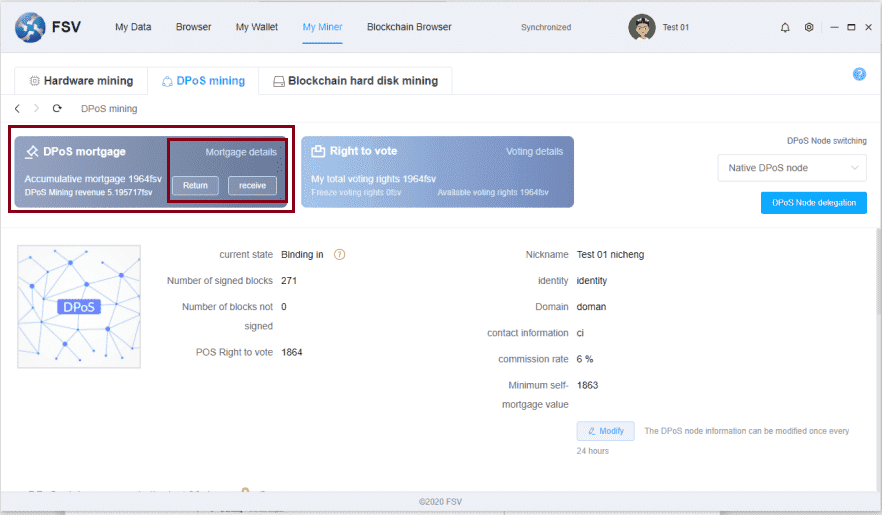 FSV
My Data
Browser
My Wallet
My Miner
Blockchain Browser
Synchronized
Test 01
Hardware mining
DPoS mining
Blockchain hard disk mining
?
DPoS mining
DPoS mortgage
Mortgage details
Accumulative mortgage 1964fsv
DPoS Mining revenue 5.195717fsv
Return
receive
Right to vote
Voting details
My total voting rights 1964fsv
Freeze voting rights 0fsv
Available voting rights 1964fsv
DPoS Node switching
Native DPoS node
DPoS Node delegation
DPoS
current state Binding in ?
Number of signed blocks 271
Number of blocks not 0
signed
POS Right to vote 1864
Nickname Test 01 nicheng
identity identity
Domain doman
contact information ci
commission rate 6 %
Minimum self- 1863
mortgage value
Modify
The DPoS node information can be modified once every
24 hours
©2020 FSV